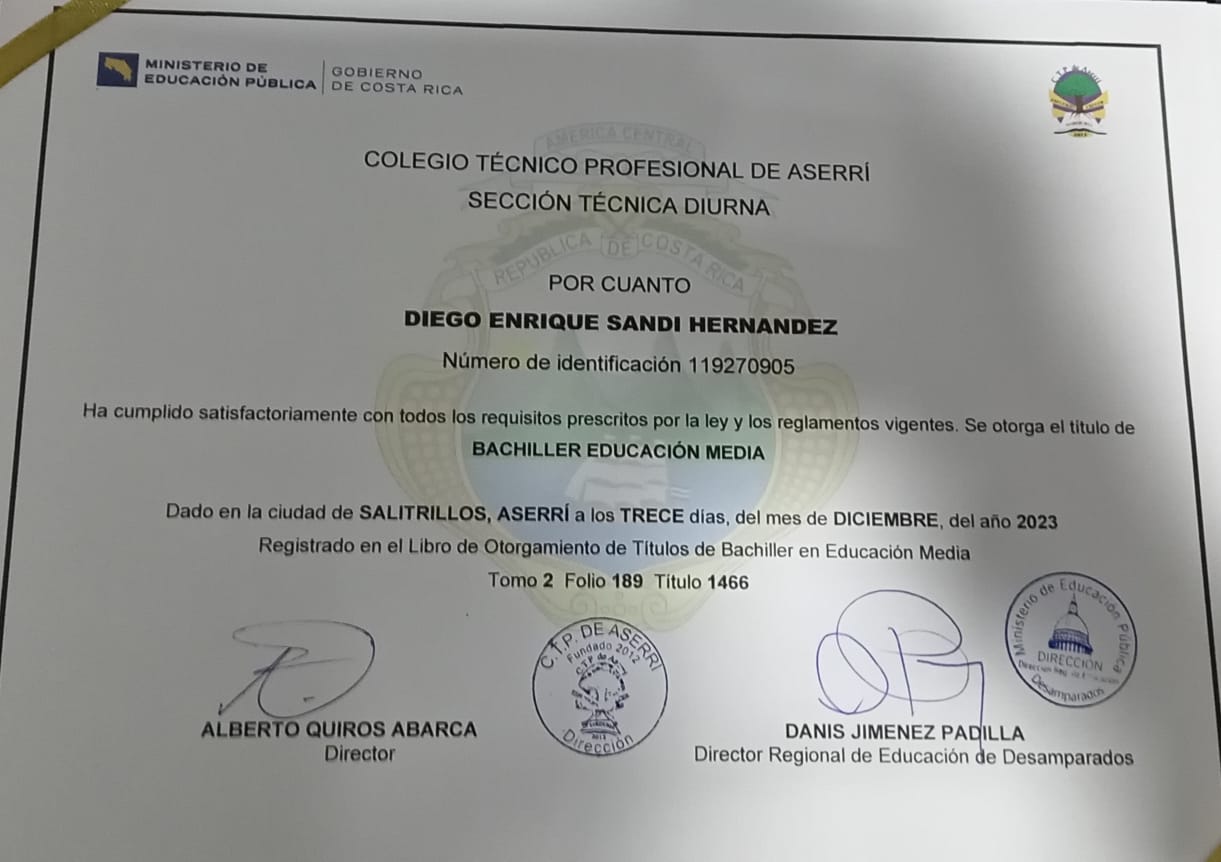 MINISTERIO DE
EDUCACIÓN PÚBLICA
GOBIERNO
DE COSTA RICA
C.T.P. de Aserrí
AMERICA CENTRAL
COLEGIO TÉCNICO PROFESIONAL DE ASERRÍ
SECCIÓN TÉCNICA DIURNA
REPUBLICA DE COSTA RICA
POR CUANTO
DIEGO ENRIQUE SANDI HERNANDEZ
Número de identificación 119270905
Ha cumplido satisfactoriamente con todos los requisitos prescritos por la ley y los reglamentos vigentes. Se otorga el titulo de
BACHILLER EDUCACIÓN MEDIA
Dado en la ciudad de SALITRILLOS, ASERRÍ a los TRECE días, del mes de DICIEMBRE, del año 2023
Registrado en el Libro de Otorgamiento de Títulos de Bachiller en Educación Media
Tomo 2 Folio 189 Título 1466
C.T.P. DE ASERRI
Fundado 2012
C.T.P. de
2012
Dirección
Ministerio de Educación Pública
DIRECCIÓN
Desamparados
ALBERTO QUIROS ABARCA
Director
DANIS JIMENEZ PADILLA
Director Regional de Educación de Desamparados